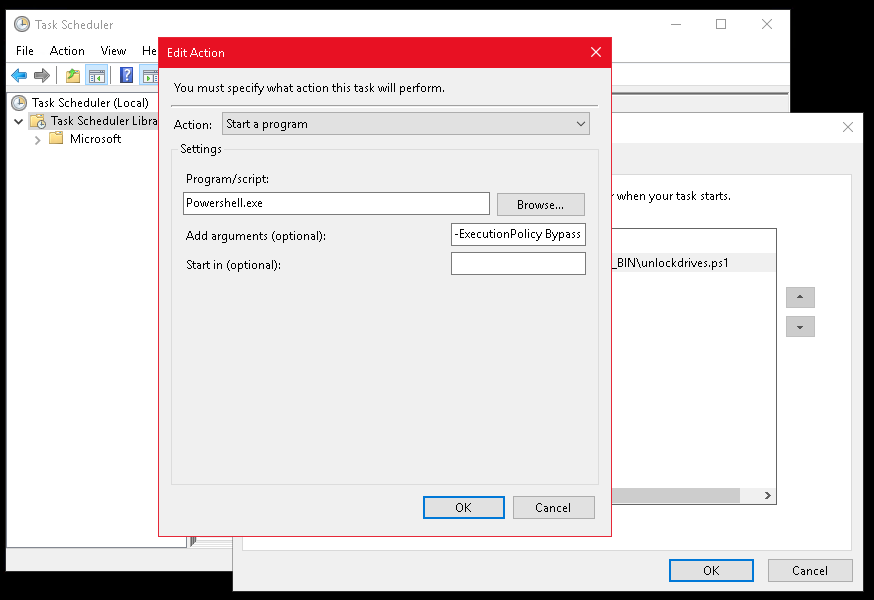 Task Scheduler
File Action View He
Edit Action
You must specify what action this task will perform.
Task Scheduler (Local)
Task Scheduler Libra
Microsoft
Action: Start a program
Settings
Program/script:
Powershell.exe Browse...
Add arguments (optional): -ExecutionPolicy Bypass
Start in (optional):
OK Cancel
when your task starts.
_BIN\unlockdrives.ps1
OK Cancel